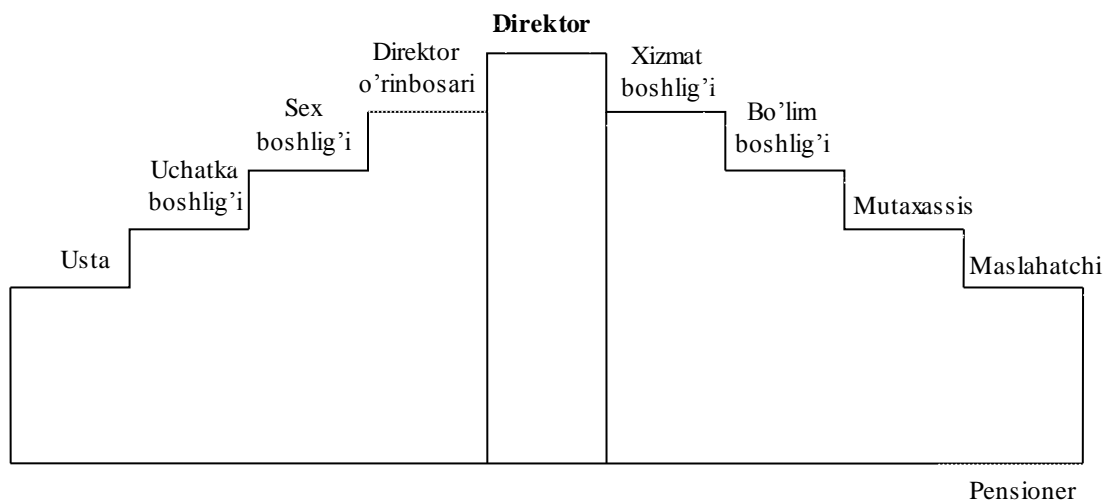 Direktor
Direktor
o’rinbosari
Xizmat
boshlig’i
Sex
boshlig’i
Bo’lim
boshlig’i
Uchatka
boshlig’i
Mutaxassis
Usta
Maslahatchi
Pensioner